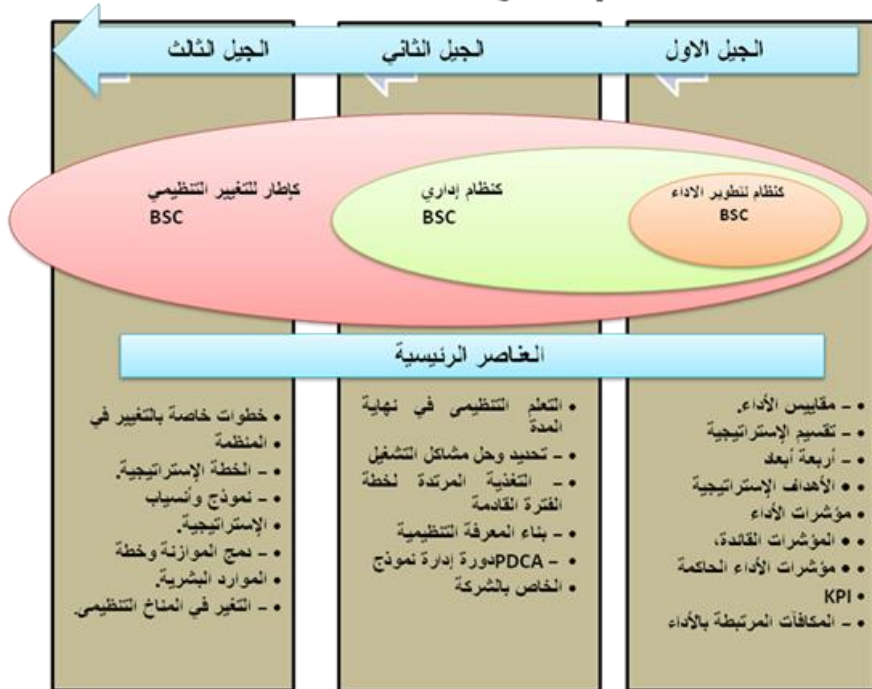 الجيل الاول
الجيل الثاني
الجيل الثالث
كنظام لتطوير الاداء
BSC
كنظام إداري
BSC
كإطار للتغيير التنظيمي
BSC
العناصر الرئيسية
• – مقاييس الأداء.
• – تقسيم الإستراتيجية
• – أربعة أبعاد
• • الأهداف الإستراتيجية
• مؤشرات الأداء
• • المؤشرات القائدة،
• • مؤشرات الأداء الحاكمة
• KPI
• – المكافآت المرتبطة بالأداء
• التعلم التنظيمى في نهاية
المدة
• – تحديد وحل مشاكل التشغيل
• – التغذية المرتدة لخطة
الفترة القادمة
• – بناء المعرفة التنظيمية
• – PDCAدورة إدارة نموذج
الخاص بالشركة
• خطوات خاصة بالتغيير في
• المنظمة
• – الخطة الإستراتيجية.
• – نموذج وأنسياب
• الإستراتيجية.
• – دمج الموازنة وخطة
• الموارد البشرية.
• – التغير في المناخ التنظيمى.